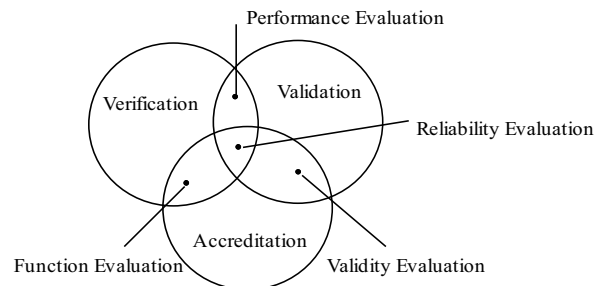 Performance Evaluation
Verification
Validation
Reliability Evaluation
Accreditation
Function Evaluation
Validity Evaluation